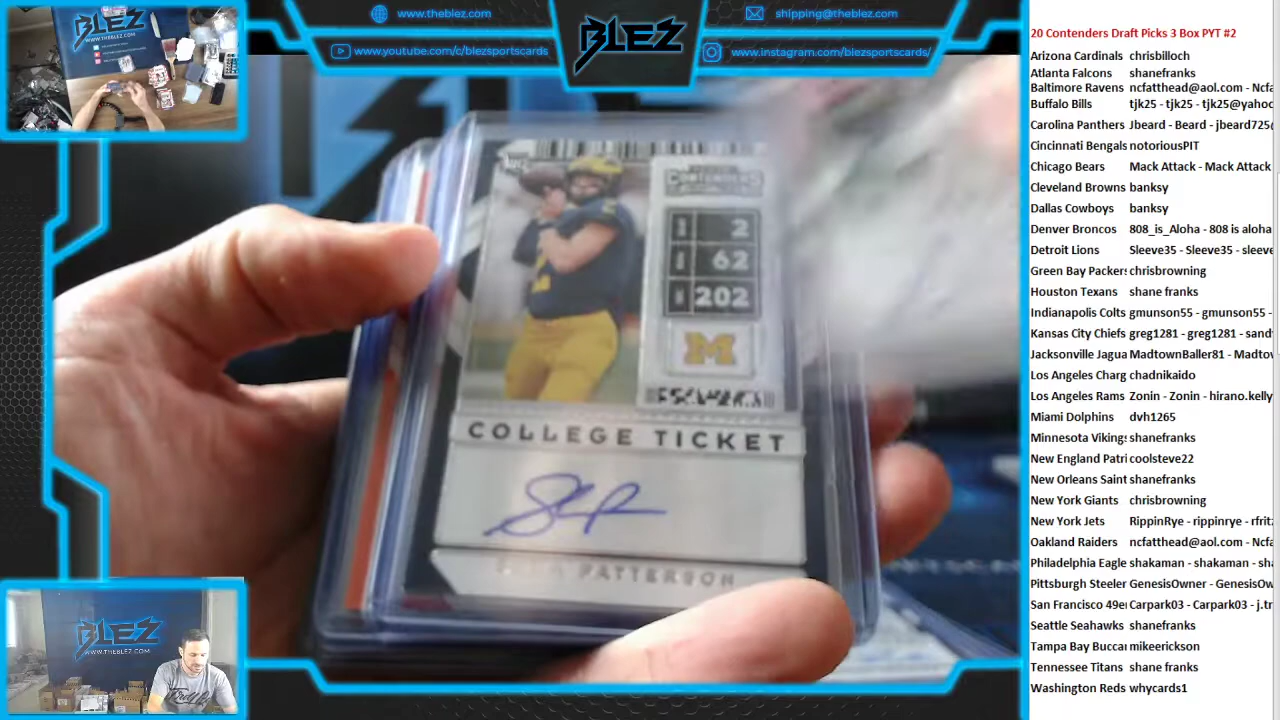 www.theblez.com
BLEZ
shipping@theblez.com
www.youtube.com/c/blezsportscards
www.instagram.com/blezsportscards/
BLEZ
WWW.THEBLEZ.COM
CONTENDERS
2
62
202
M
COLLEGE TICKET
PATTERSON
BLEZ
WWW.THEBLEZ.COM
20 Contenders Draft Picks 3 Box PYT #2
Arizona Cardinals chrisbilloch
Atlanta Falcons shanefranks
Baltimore Ravens ncfatthead@aol.com - Ncfa
Buffalo Bills tjk25 - tjk25 - tjk25@yahoo
Carolina Panthers Jbeard - Beard - jbeard725@
Cincinnati Bengals notoriousPIT
Chicago Bears Mack Attack - Mack Attack
Cleveland Browns banksy
Dallas Cowboys banksy
Denver Broncos 808_is_Aloha - 808 is aloha
Detroit Lions Sleeve35 - Sleeve35 - sleeve
Green Bay Packers chrisbrowning
Houston Texans shane franks
Indianapolis Colts gmunson55 - gmunson55 -
Kansas City Chiefs greg1281 - greg1281 - sand
Jacksonville Jagua MadtownBaller81 - Madtow
Los Angeles Charg chadnikaido
Los Angeles Rams Zonin - Zonin - hirano.kelly
Miami Dolphins dvh1265
Minnesota Vikings shanefranks
New England Patri coolsteve22
New Orleans Saint shanefranks
New York Giants chrisbrowning
New York Jets RippinRye - rippinrye - rfritz
Oakland Raiders ncfatthead@aol.com - Ncfa
Philadelphia Eagle shakaman - shakaman - sha
Pittsburgh Steeler GenesisOwner - GenesisOw
San Francisco 49er Carpark03 - Carpark03 - j.tr
Seattle Seahawks shanefranks
Tampa Bay Buccan mikeerickson
Tennessee Titans shane franks
Washington Reds whycards1